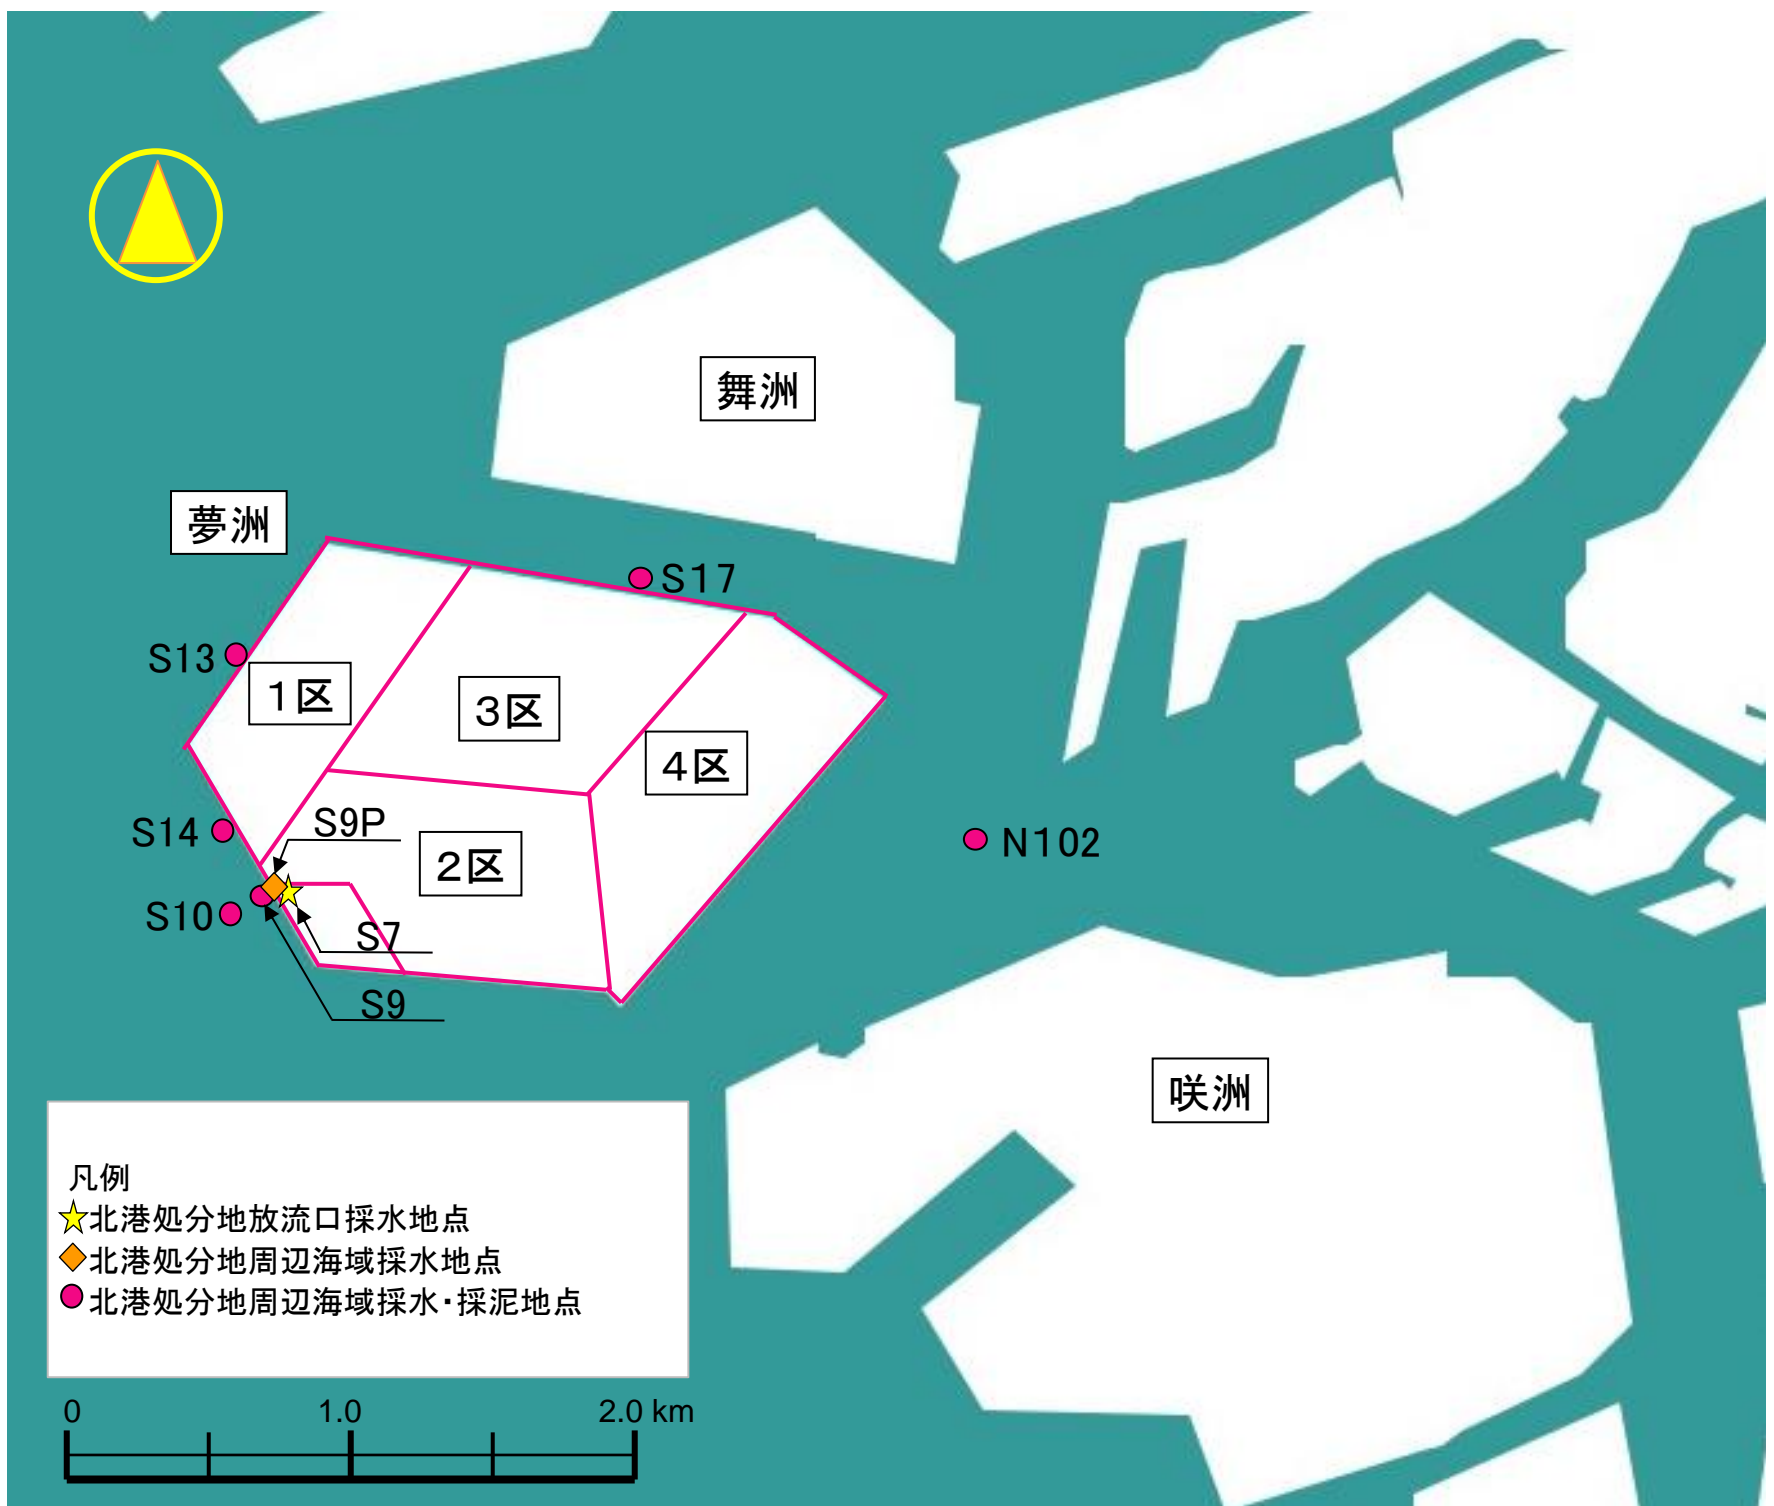 舞洲
夢洲
S17
S13
1区
3区
4区
S9P
S14
2区
N102
S10
S7
S9
咲洲
凡例
北港処分地放流口採水地点
北港処分地周辺海域採水地点
北港処分地周辺海域採水・採泥地点
0 1.0 2.0 km